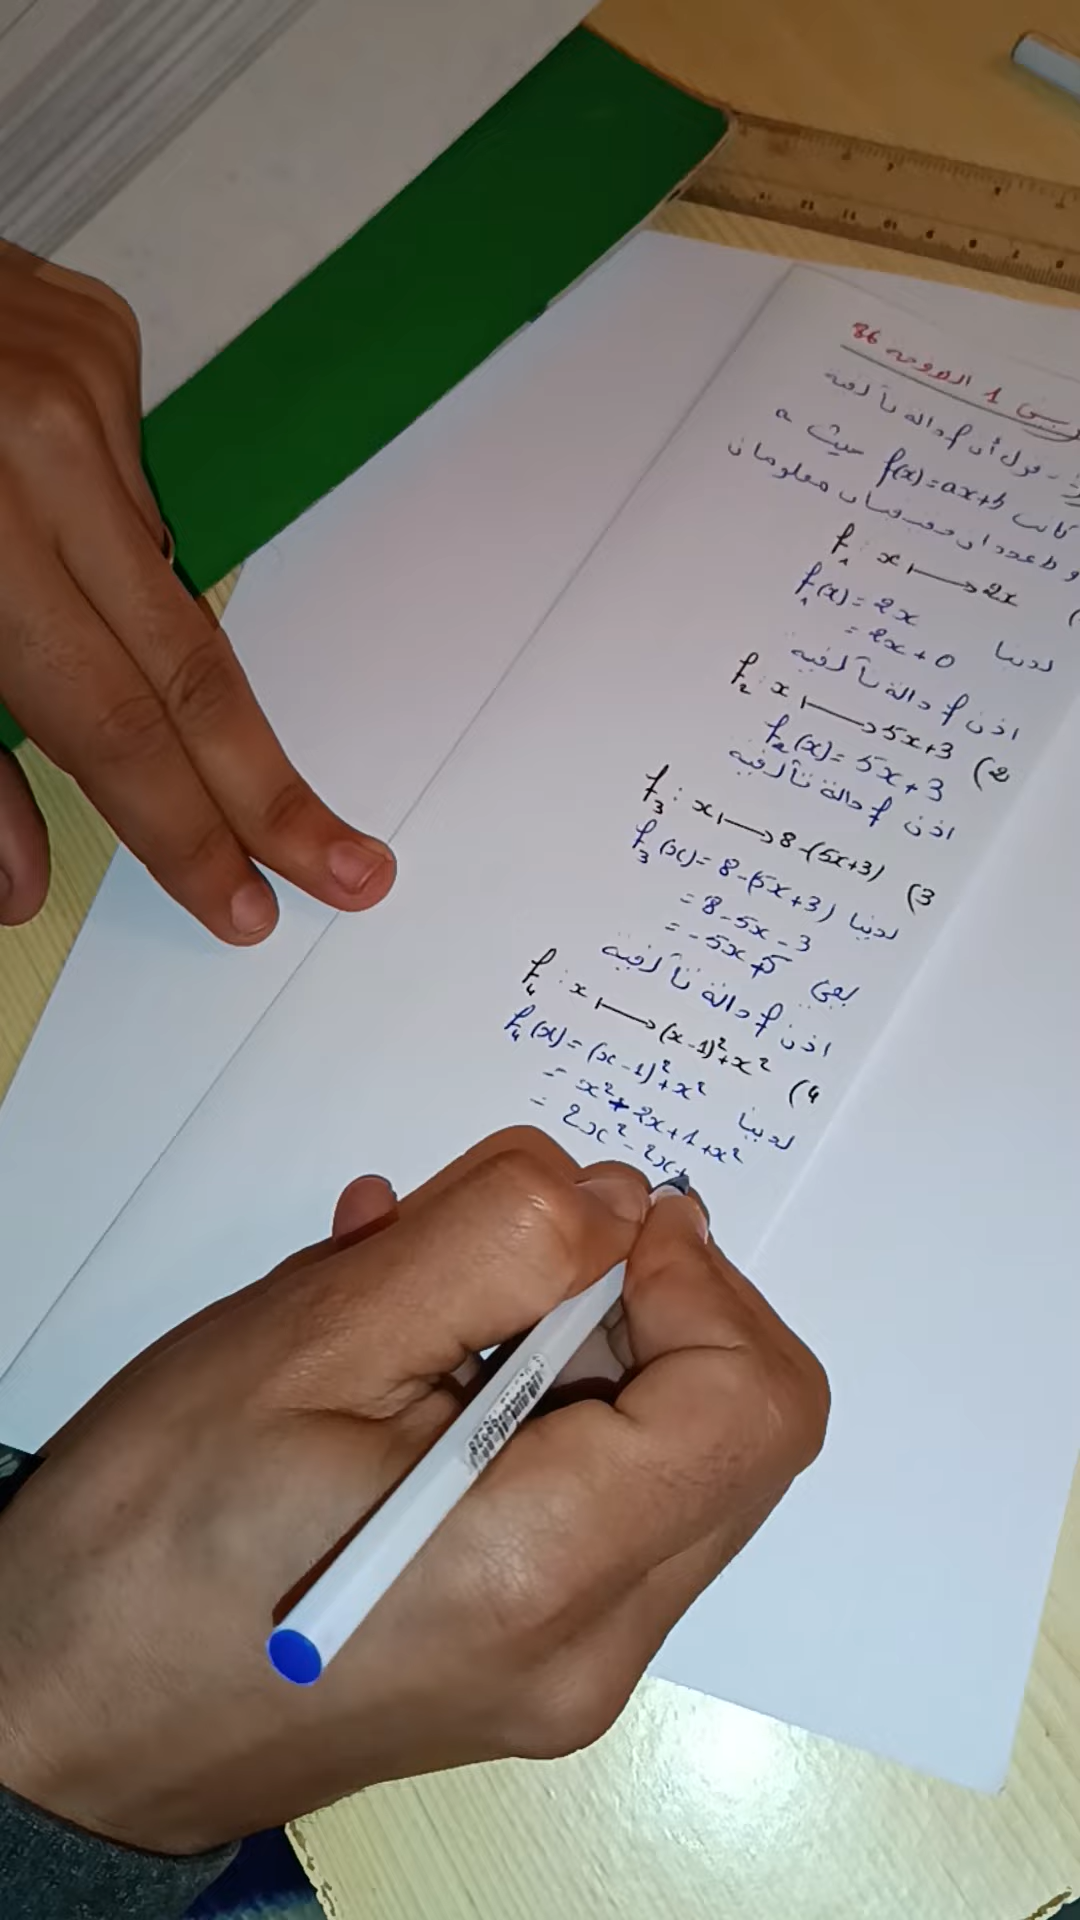 1 الصفحة 86
نقول أن f دالة تآلفية
كانت f(x)=ax+b حيث a
و b عددان حقيقيان معلومان
f₁ : x ⟼ 2x
لدينا f₁(x)= 2x
= 2x+0
اذن f دالة تآلفية
2) f₂ : x ⟼ 5x+3
f₂(x)= 5x+3
اذن f دالة تآلفية
3) f₃ : x ⟼ 8-(5x+3)
لدينا f₃(x)= 8-(5x+3)
= 8-5x-3
يعني = -5x+5
اذن f دالة تآلفية
4) f₄ : x ⟼ (x-1)²+x²
لدينا f₄(x)= (x-1)²+x²
= x²-2x+1+x²
= 2x²-2x+